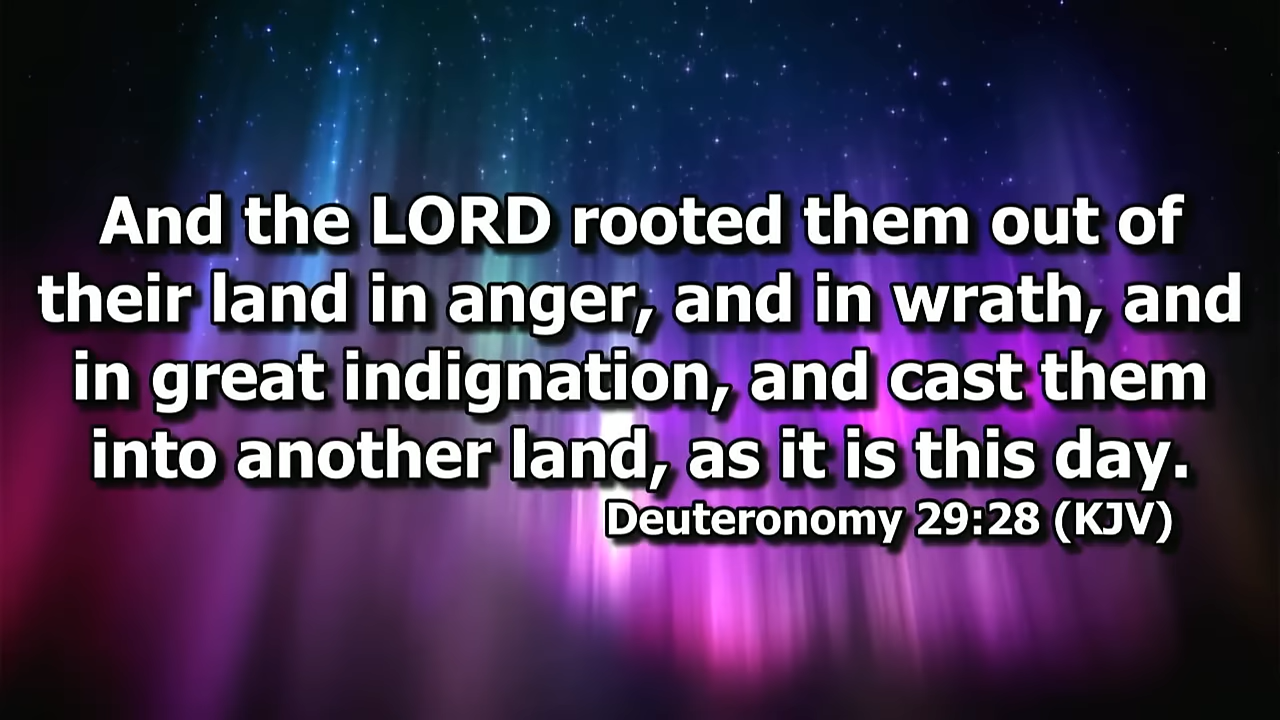 And the LORD rooted them out of
their land in anger, and in wrath, and
in great indignation, and cast them
into another land, as it is this day.
Deuteronomy 29:28 (KJV)